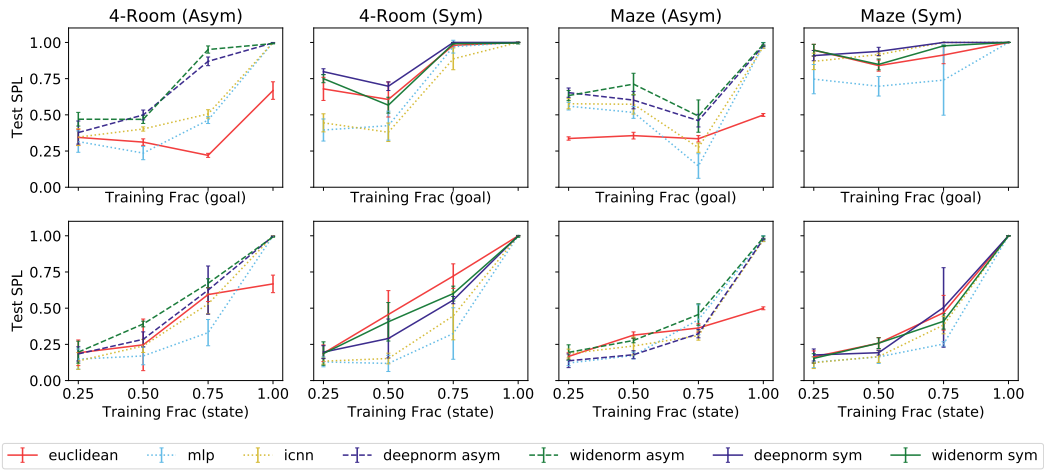 4-Room (Asym) 4-Room (Sym) Maze (Asym) Maze (Sym)
1.00
0.75
0.50
0.25
0.00
Test SPL
Training Frac (goal) Training Frac (goal) Training Frac (goal) Training Frac (goal)
1.00
0.75
0.50
0.25
0.00
Test SPL
0.25 0.50 0.75 1.00 0.25 0.50 0.75 1.00 0.25 0.50 0.75 1.00 0.25 0.50 0.75 1.00
Training Frac (state) Training Frac (state) Training Frac (state) Training Frac (state)
euclidean mlp icnn deepnorm asym widenorm asym deepnorm sym widenorm sym